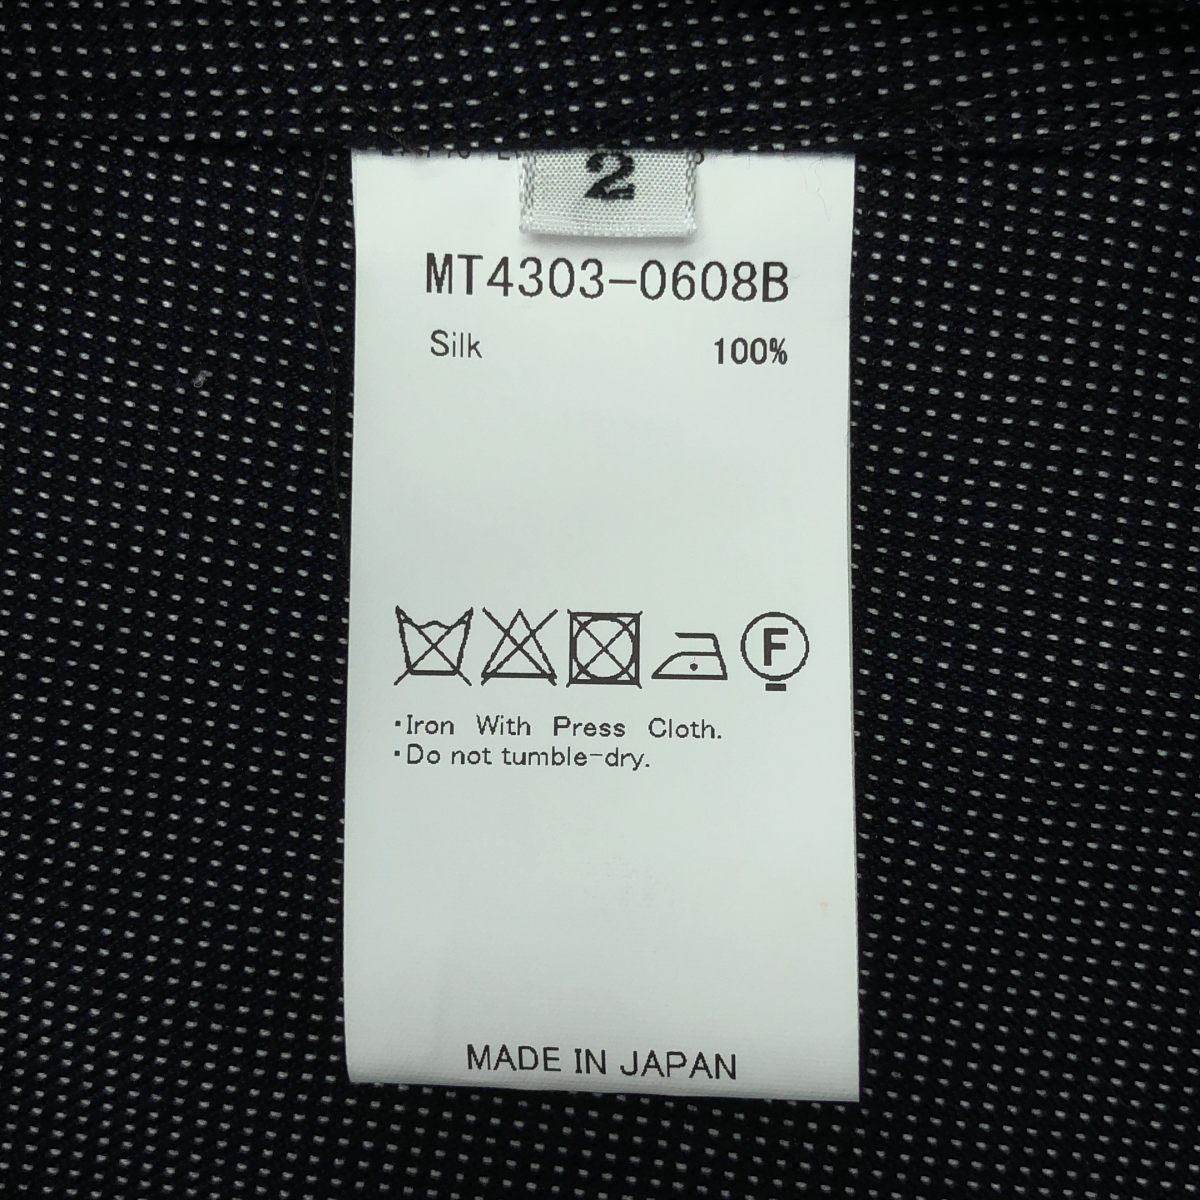 2
MT4303-0608B
Silk 100%
F
・Iron With Press Cloth.
・Do not tumble-dry.
MADE IN JAPAN